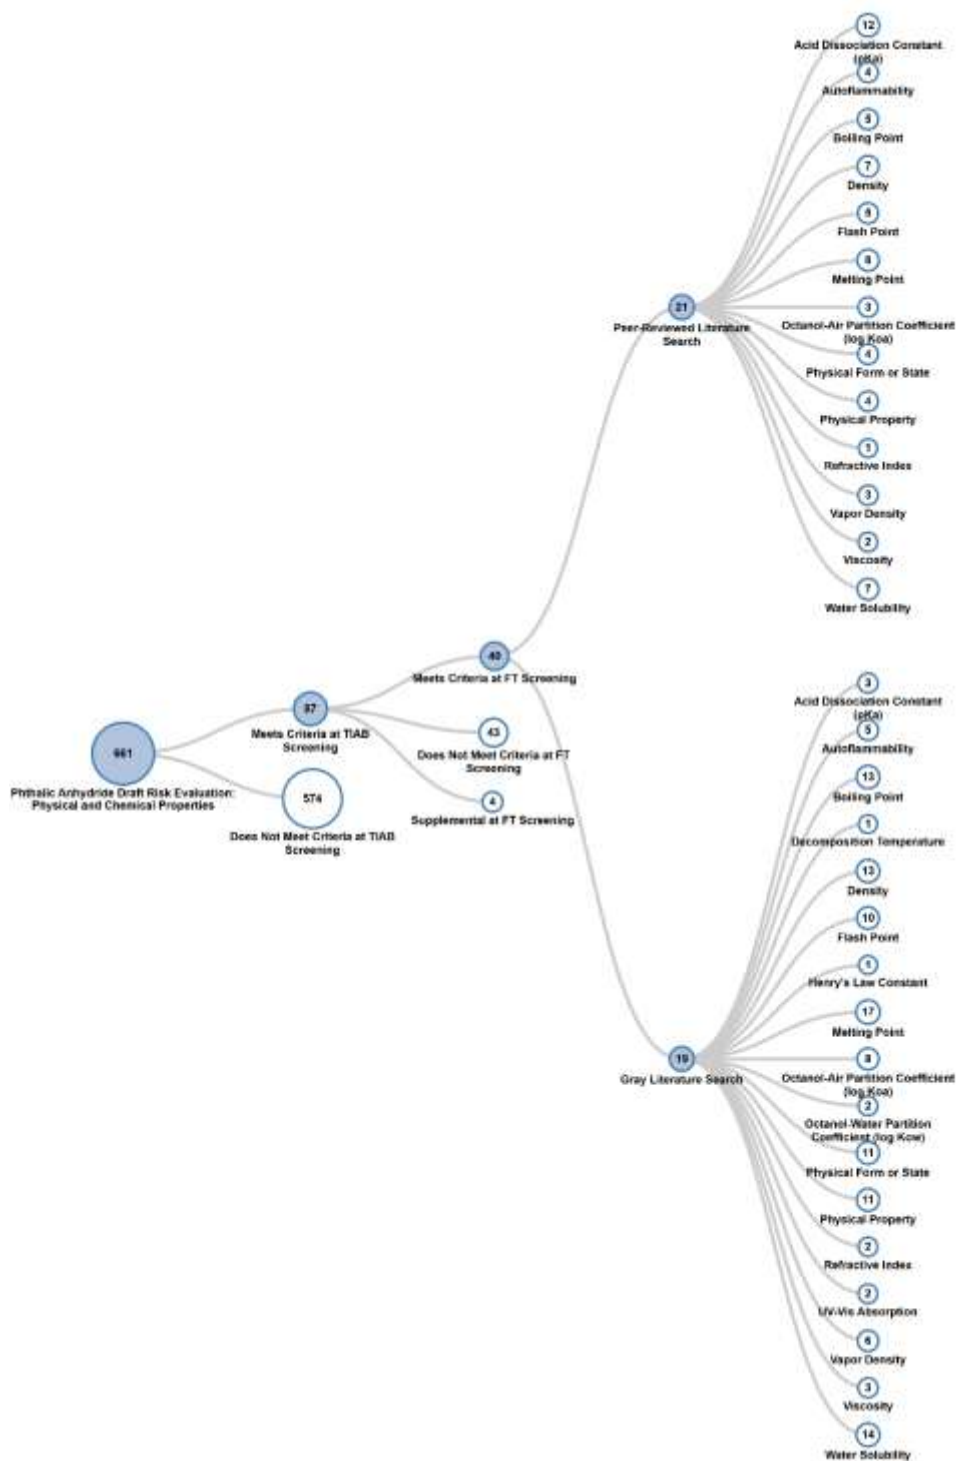 12
Acid Dissociation Constant
(pKa)
4
Autoflammability
5
Boiling Point
7
Density
Flash Point
Melting Point
21
Peer-Reviewed Literature
Search
3
Octanol-Air Partition Coefficient
(log Koa)
4
Physical Form or State
4
Physical Property
1
Refractive Index
3
Vapor Density
2
Viscosity
7
Water Solubility
40
Meets Criteria at FT Screening
87
Meets Criteria at TIAB
Screening
43
Does Not Meet Criteria at FT
Screening
4
Supplemental at FT Screening
661
Phthalic Anhydride Draft Risk Evaluation:
Physical and Chemical Properties
574
Does Not Meet Criteria at TIAB
Screening
3
Acid Dissociation Constant
(pKa)
5
Autoflammability
13
Boiling Point
1
Decomposition Temperature
13
Density
10
Flash Point
1
Henry's Law Constant
17
Melting Point
19
Gray Literature Search
8
Octanol-Air Partition Coefficient
(log Koa)
2
Octanol-Water Partition
Coefficient (log Kow)
11
Physical Form or State
11
Physical Property
2
Refractive Index
2
UV-Vis Absorption
6
Vapor Density
3
Viscosity
14
Water Solubility